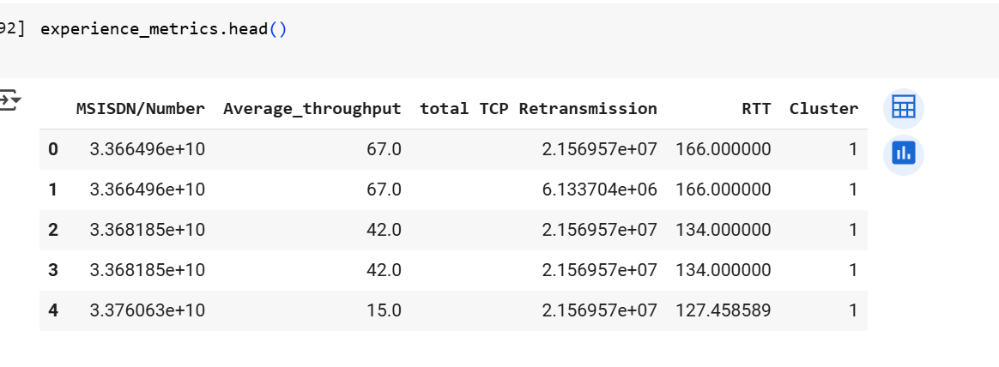 92] experience_metrics.head()
MSISDN/Number Average_throughput total TCP Retransmission RTT Cluster
0 3.366496e+10 67.0 2.156957e+07 166.000000 1
1 3.366496e+10 67.0 6.133704e+06 166.000000 1
2 3.368185e+10 42.0 2.156957e+07 134.000000 1
3 3.368185e+10 42.0 2.156957e+07 134.000000 1
4 3.376063e+10 15.0 2.156957e+07 127.458589 1